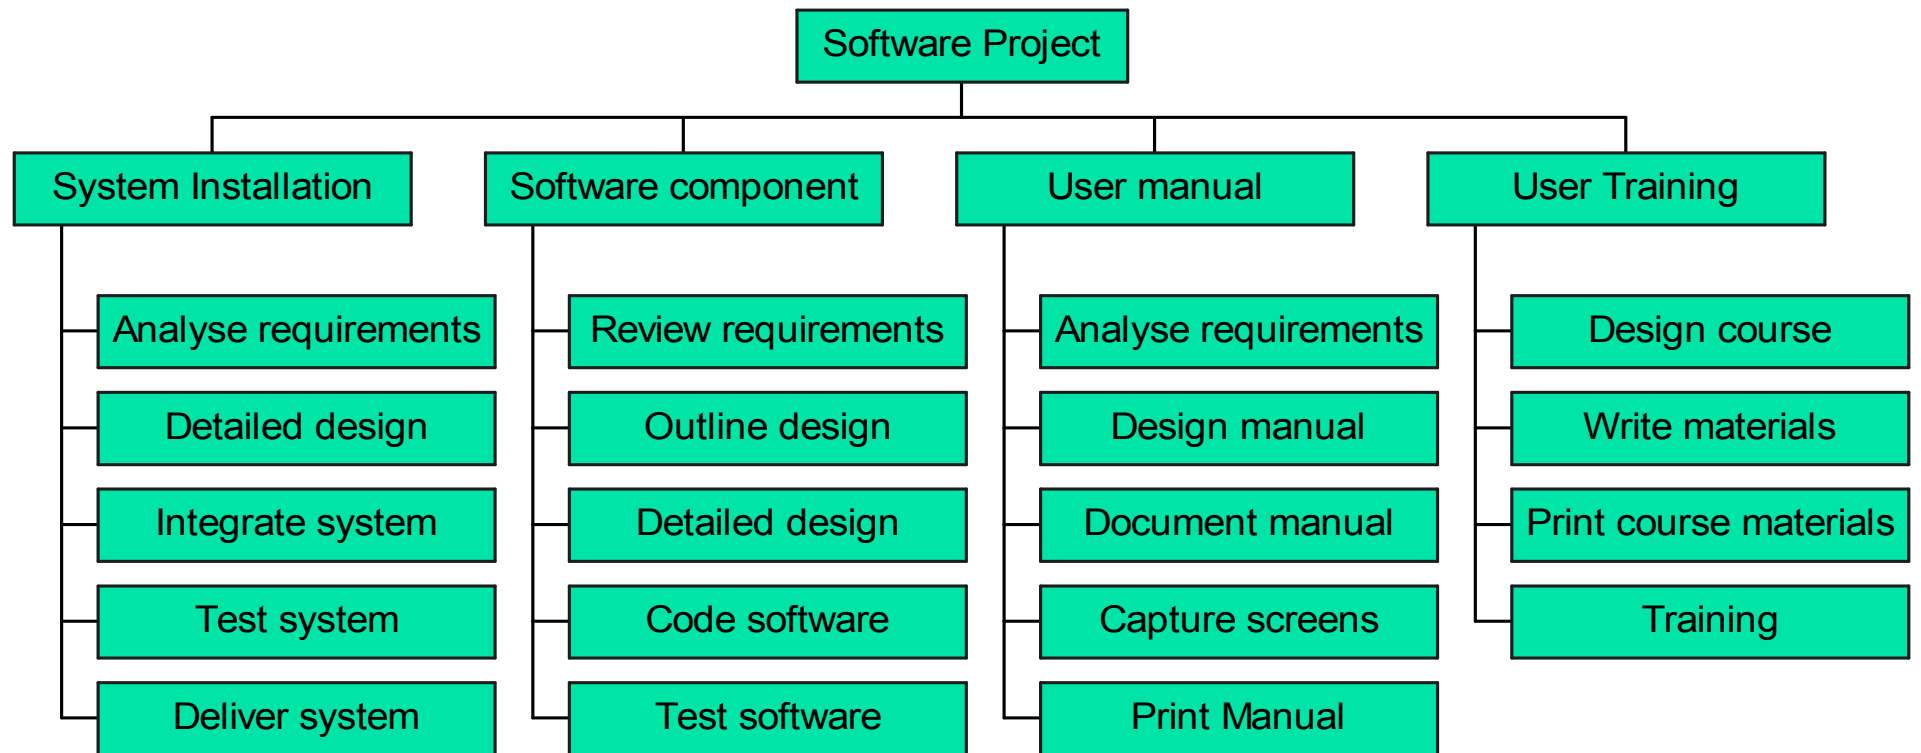 Software Project
System Installation
Software component
User manual
User Training
Analyse requirements
Review requirements
Analyse requirements
Design course
Detailed design
Outline design
Design manual
Write materials
Integrate system
Detailed design
Document manual
Print course materials
Test system
Code software
Capture screens
Training
Deliver system
Test software
Print Manual